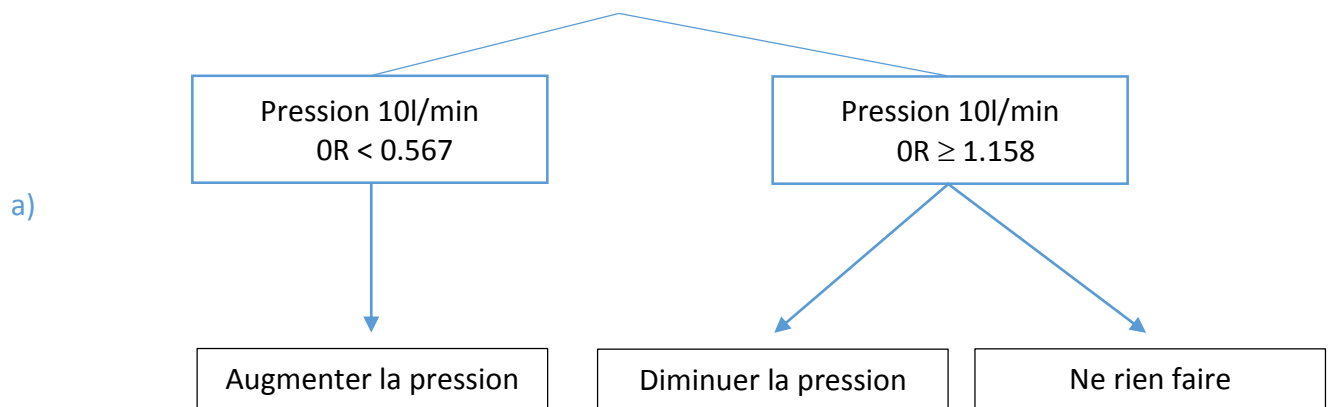 Pression 10l/min
0R < 0.567
Pression 10l/min
0R ≥ 1.158
a)
Augmenter la pression
Diminuer la pression
Ne rien faire